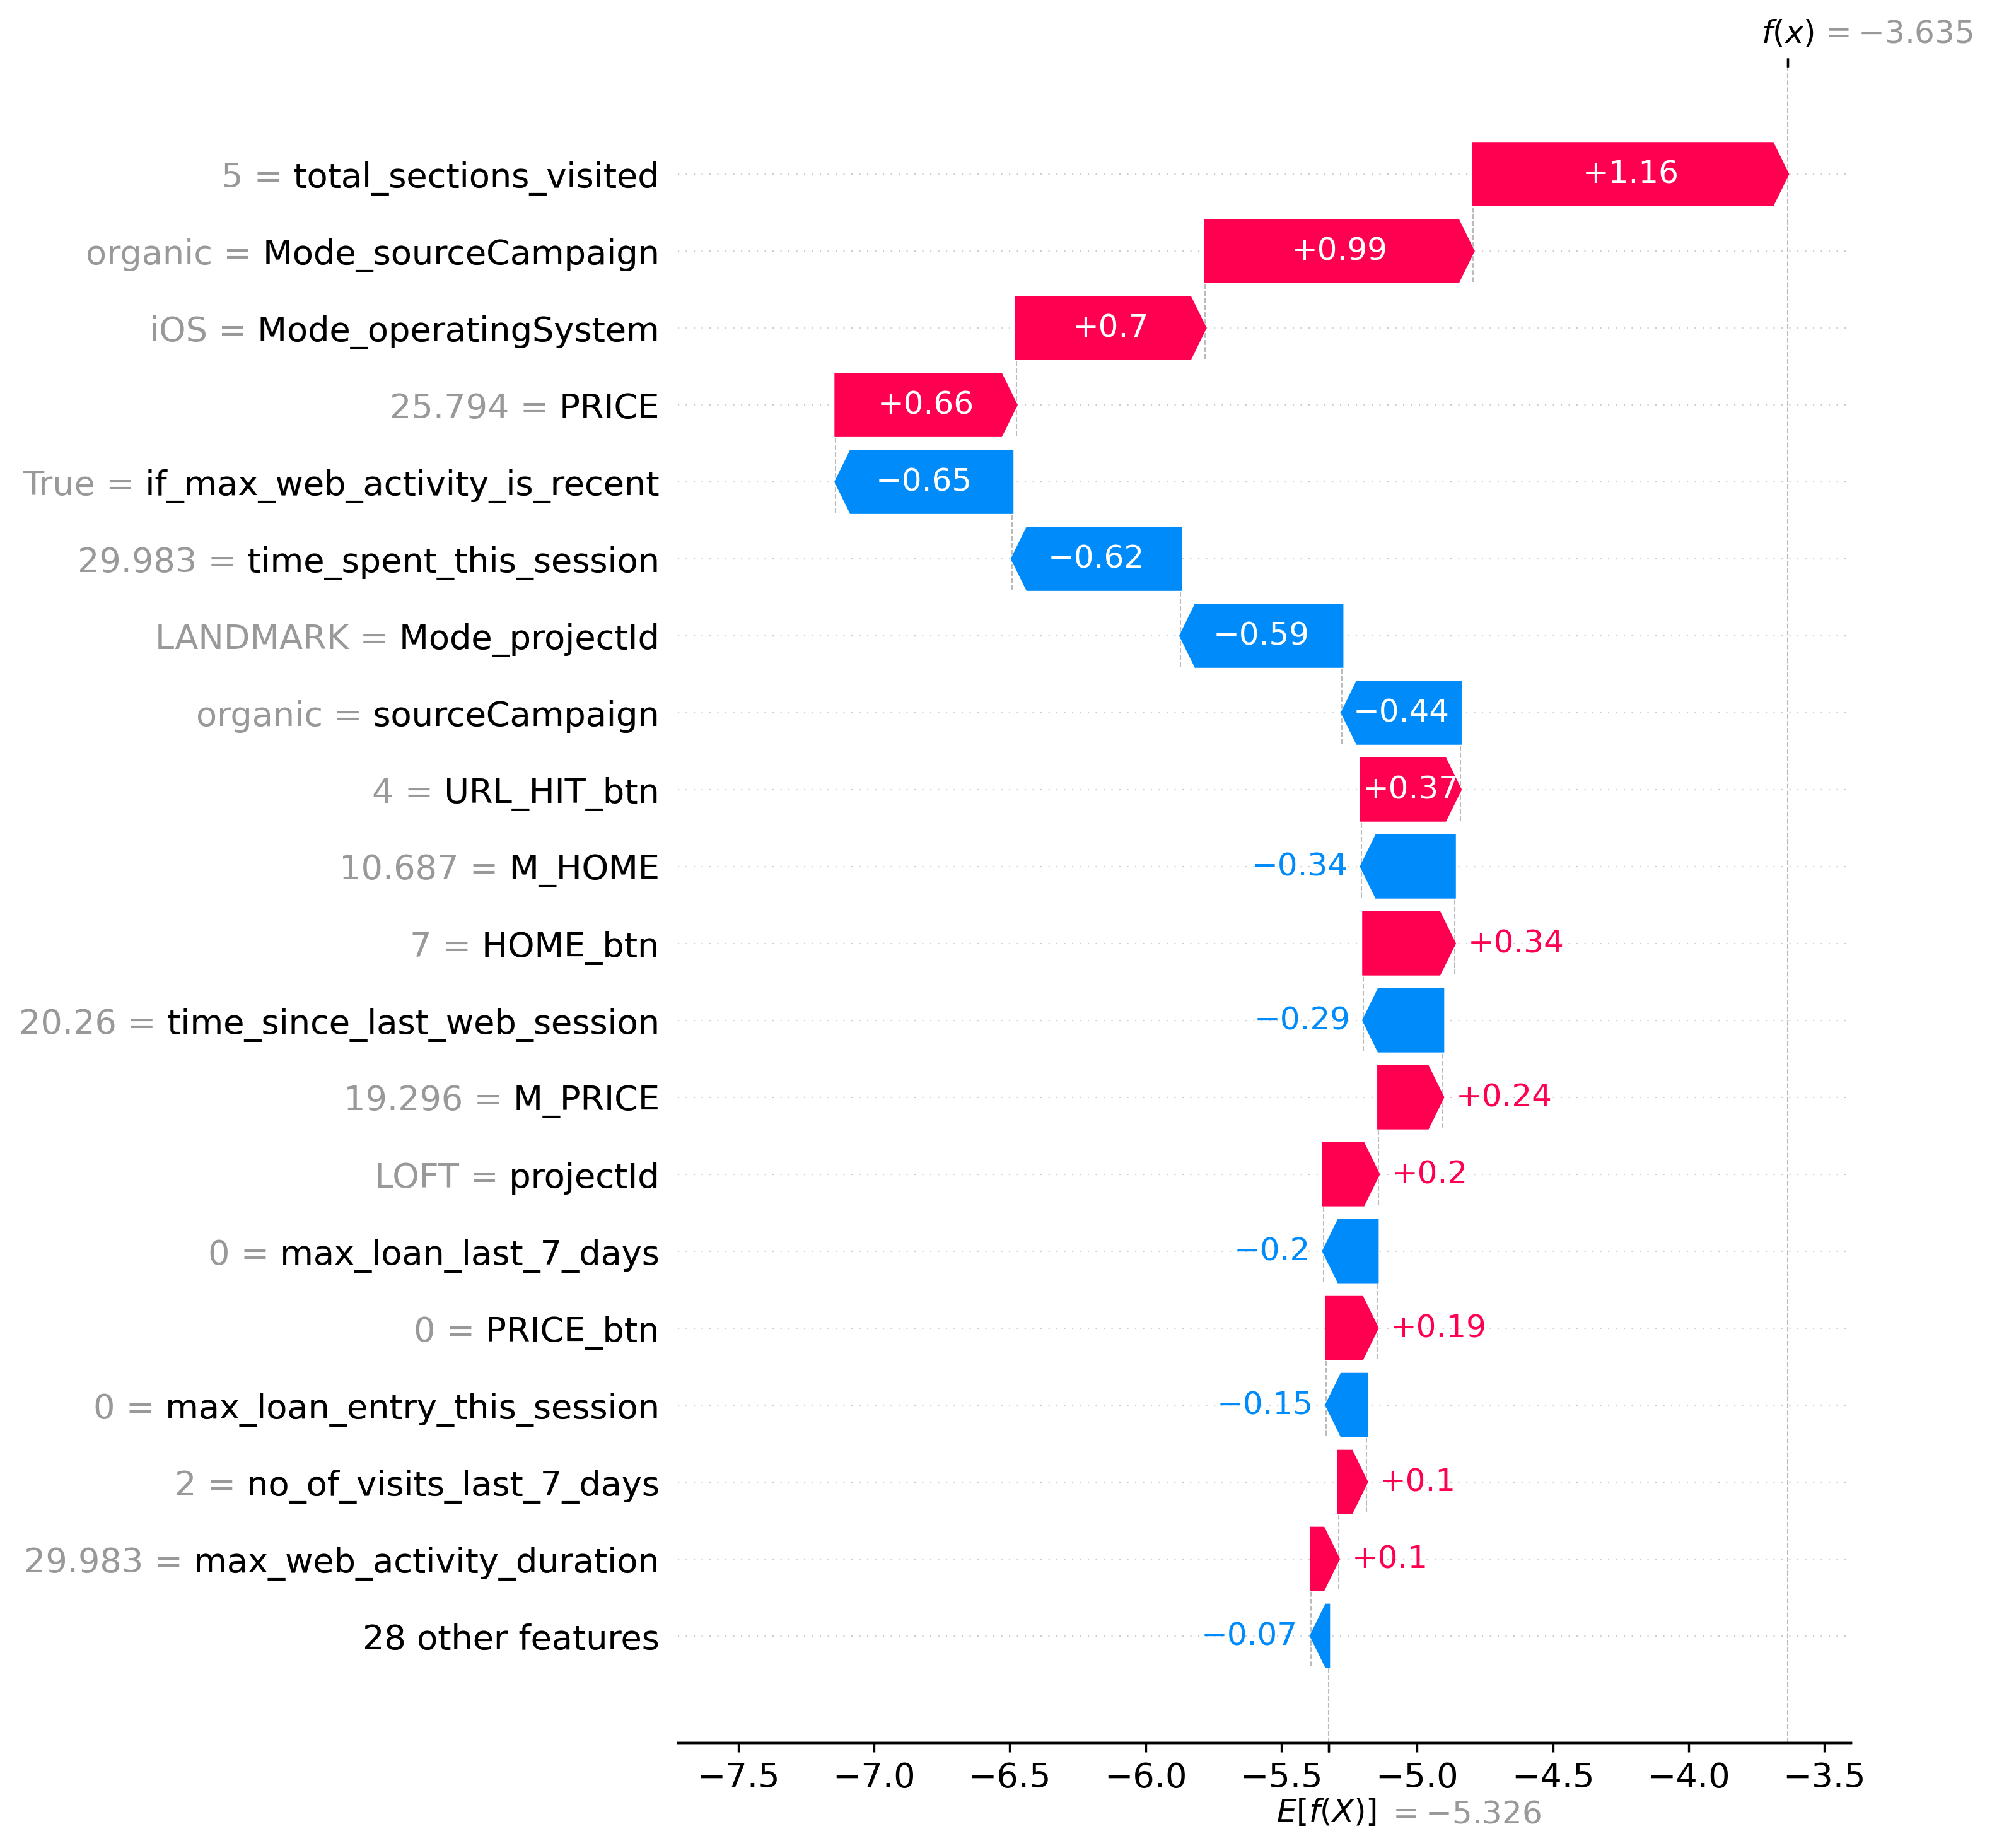 f(x) = −3.635
5 = total_sections_visited +1.16
organic = Mode_sourceCampaign +0.99
iOS = Mode_operatingSystem +0.7
25.794 = PRICE +0.66
True = if_max_web_activity_is_recent −0.65
29.983 = time_spent_this_session −0.62
LANDMARK = Mode_projectId −0.59
organic = sourceCampaign −0.44
4 = URL_HIT_btn +0.37
10.687 = M_HOME −0.34
7 = HOME_btn +0.34
20.26 = time_since_last_web_session −0.29
19.296 = M_PRICE +0.24
LOFT = projectId +0.2
0 = max_loan_last_7_days −0.2
0 = PRICE_btn +0.19
0 = max_loan_entry_this_session −0.15
2 = no_of_visits_last_7_days +0.1
29.983 = max_web_activity_duration +0.1
28 other features −0.07
−7.5 −7.0 −6.5 −6.0 −5.5 −5.0 −4.5 −4.0 −3.5
E[f(X)] = −5.326